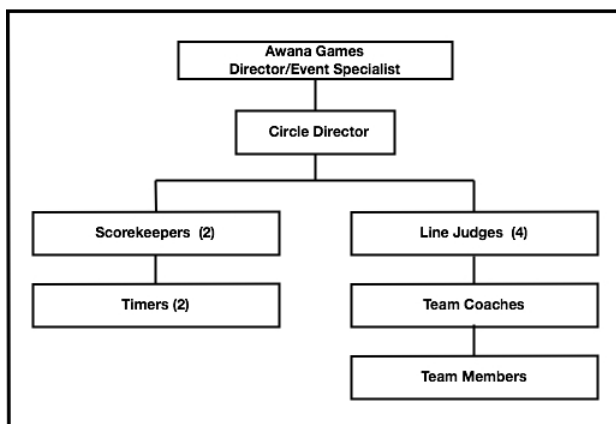 Awana Games
Director/Event Specialist
Circle Director
Scorekeepers (2)
Line Judges (4)
Timers (2)
Team Coaches
Team Members